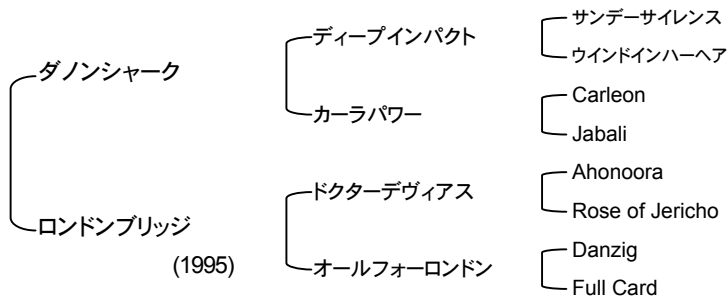 サンデーサイレンス
ディープインパクト
ウインドインハーヘア
ダノンシャーク
Carleon
カーラパワー
Jabali
Ahonoora
ドクターデヴィアス
Rose of Jericho
ロンドンブリッジ
(1995)
Danzig
オールフォーロンドン
Full Card